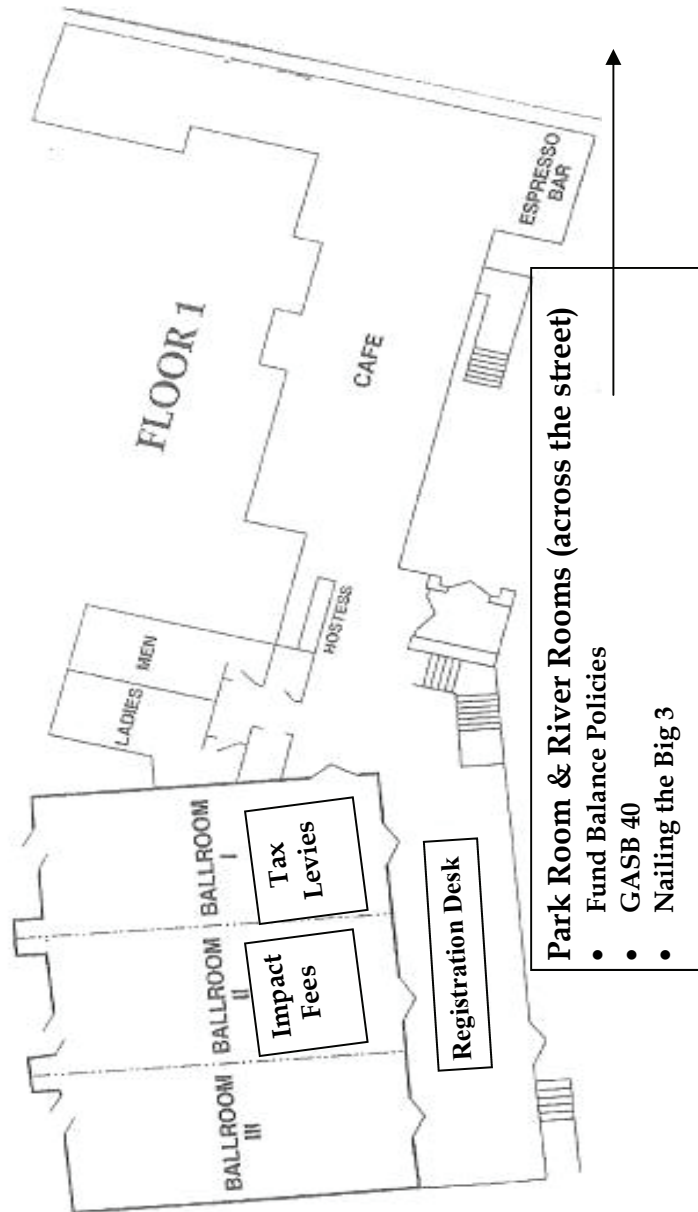 FLOOR 1
LADIES
MEN
HOSTESS
CAFE
ESPRESSO
BAR
BALLROOM
III
BALLROOM
II
BALLROOM
I
Impact
Fees
Tax
Levies
Registration Desk
Park Room & River Rooms (across the street)
• Fund Balance Policies
• GASB 40
• Nailing the Big 3